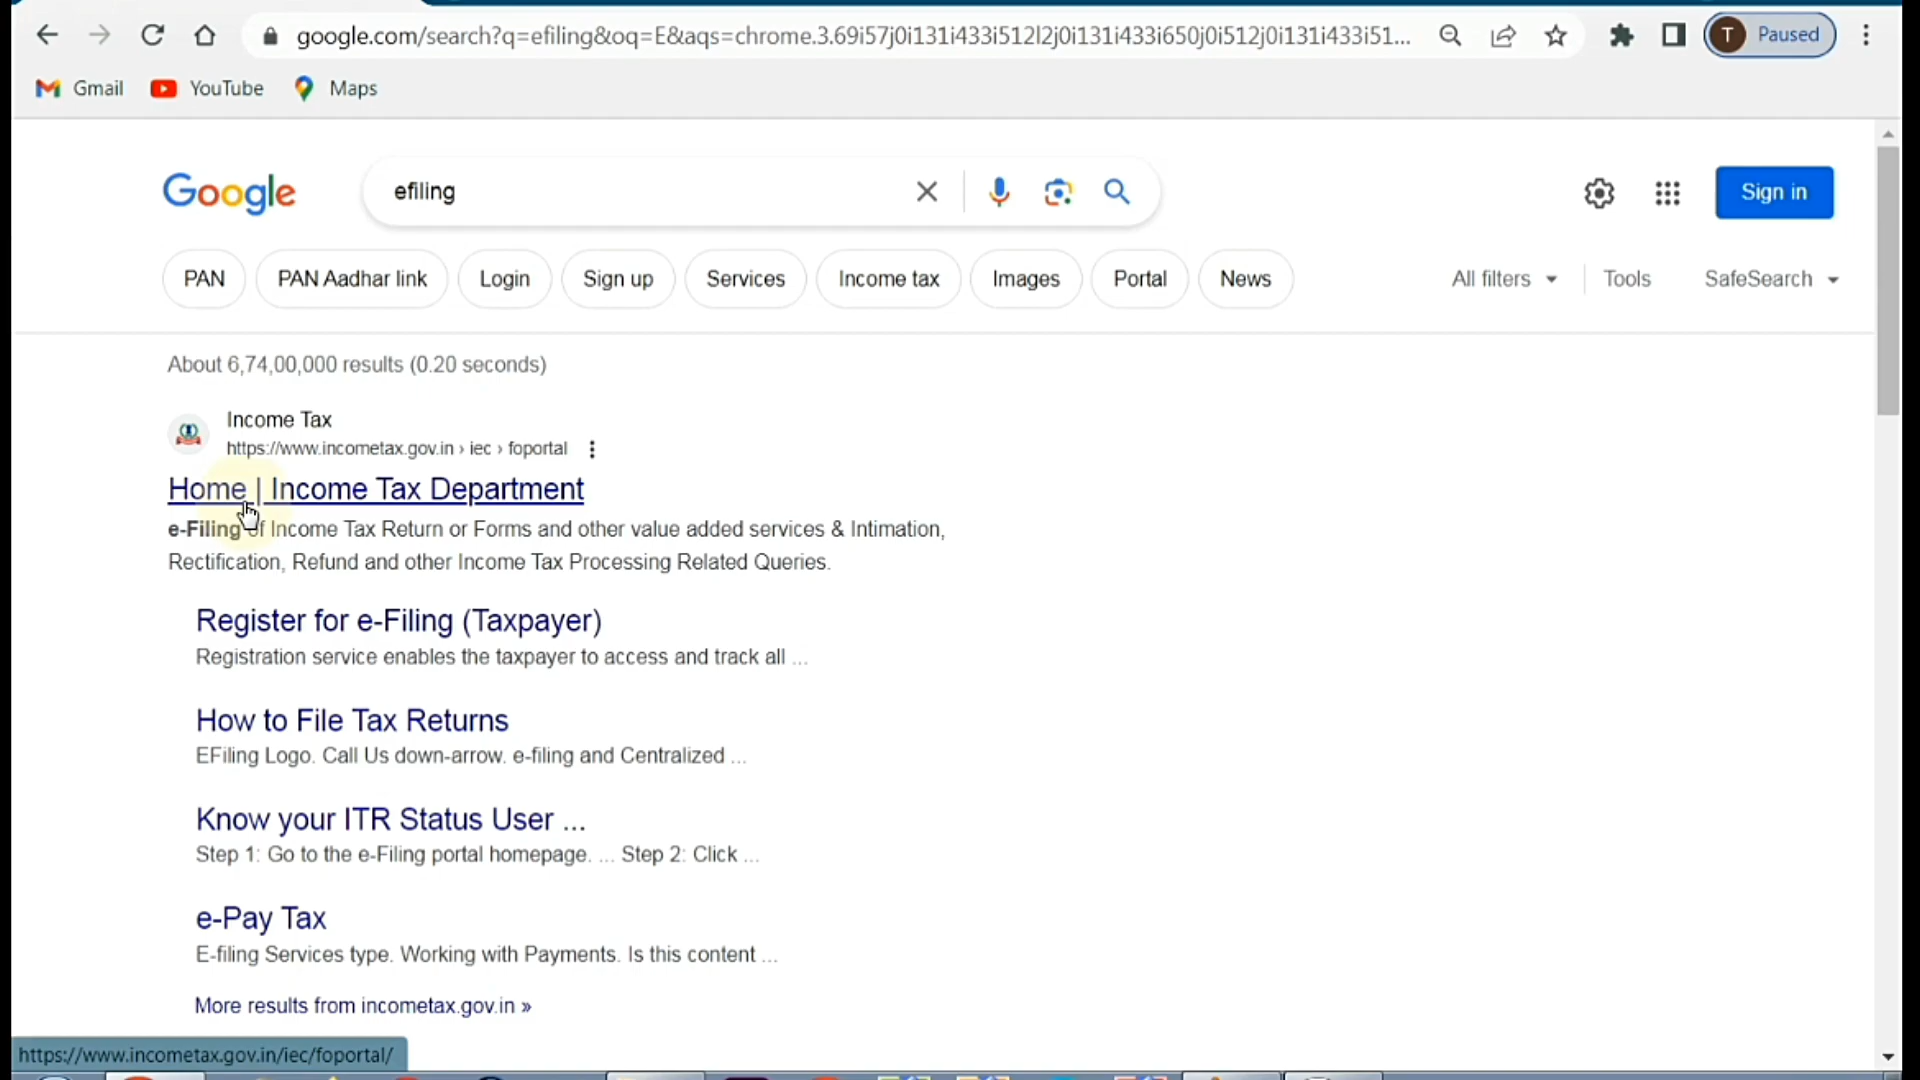 google.com/search?q=efiling&oq=E&aqs=chrome.3.69i57j0i131i433i512l2j0i131i433i650j0i512j0i131i433i51...
T Paused
Gmail YouTube Maps
Google efiling Sign in
PAN PAN Aadhar link Login Sign up Services Income tax Images Portal News All filters Tools SafeSearch
About 6,74,00,000 results (0.20 seconds)
Income Tax
https://www.incometax.gov.in › iec › foportal
Home | Income Tax Department
e-Filing of Income Tax Return or Forms and other value added services & Intimation,
Rectification, Refund and other Income Tax Processing Related Queries.
Register for e-Filing (Taxpayer)
Registration service enables the taxpayer to access and track all ...
How to File Tax Returns
EFiling Logo. Call Us down-arrow. e-filing and Centralized ...
Know your ITR Status User ...
Step 1: Go to the e-Filing portal homepage. ... Step 2: Click ...
e-Pay Tax
E-filing Services type. Working with Payments. Is this content ...
More results from incometax.gov.in »
https://www.incometax.gov.in/iec/foportal/